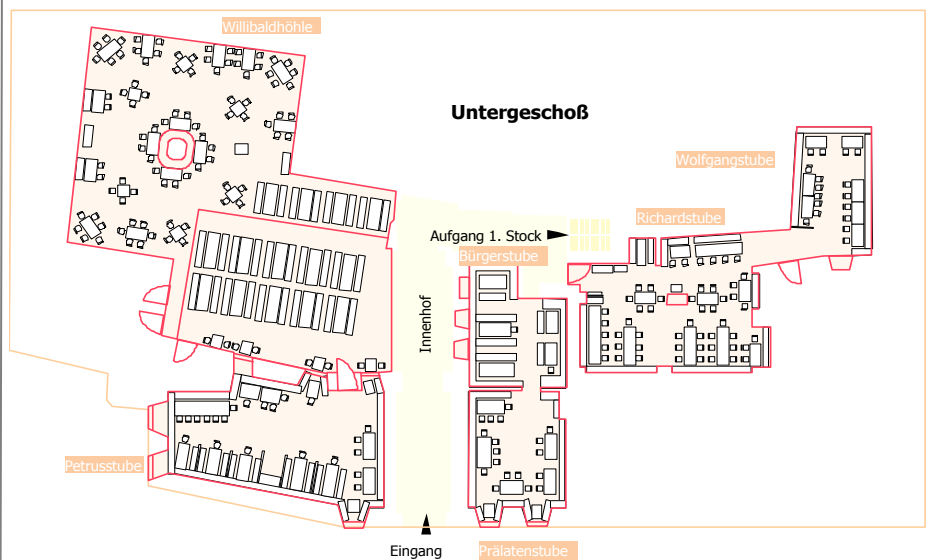 Willibaldhöhle
Untergeschoß
Wolfgangstube
Richardstube
Aufgang 1. Stock
Bürgerstube
Innenhof
Petrusstube
Eingang
Prälatenstube